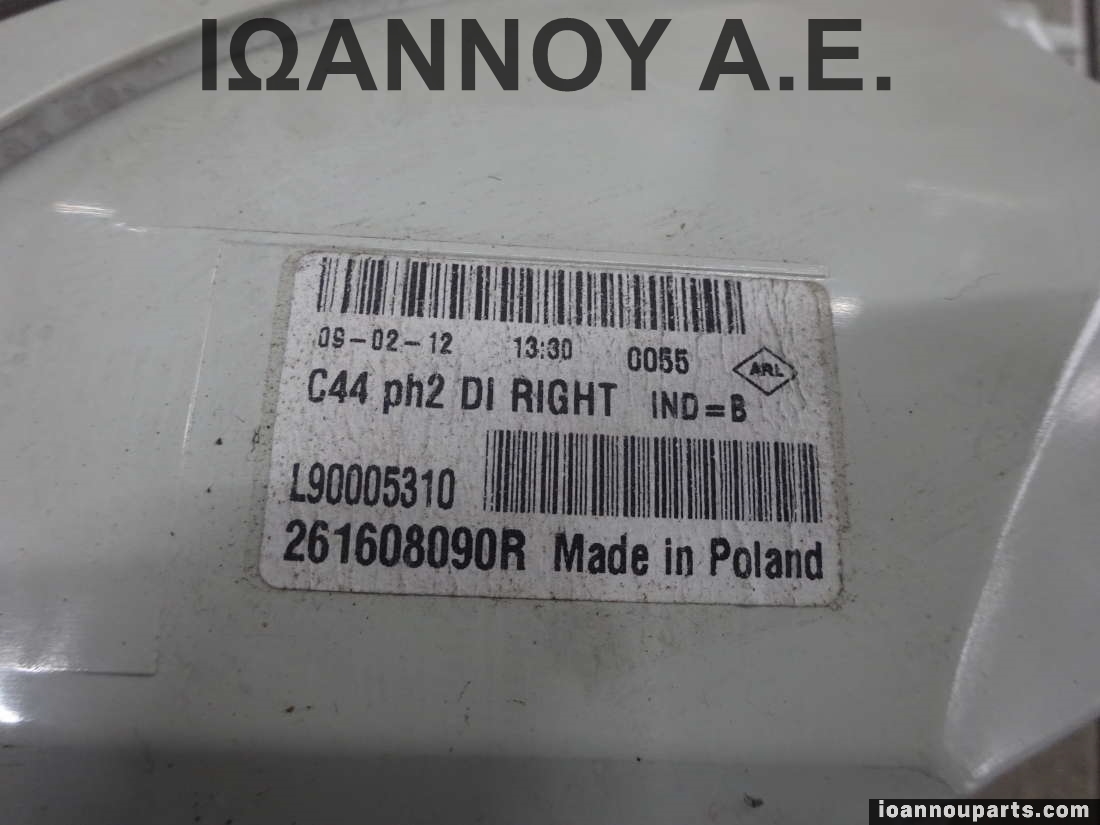 ΙΩΑΝΝΟΥ Α.Ε.
09-02-12 13:30 0055 ARL
C44 ph2 DI RIGHT IND=B
L90005310
261608090R Made in Poland
ioannouparts.com